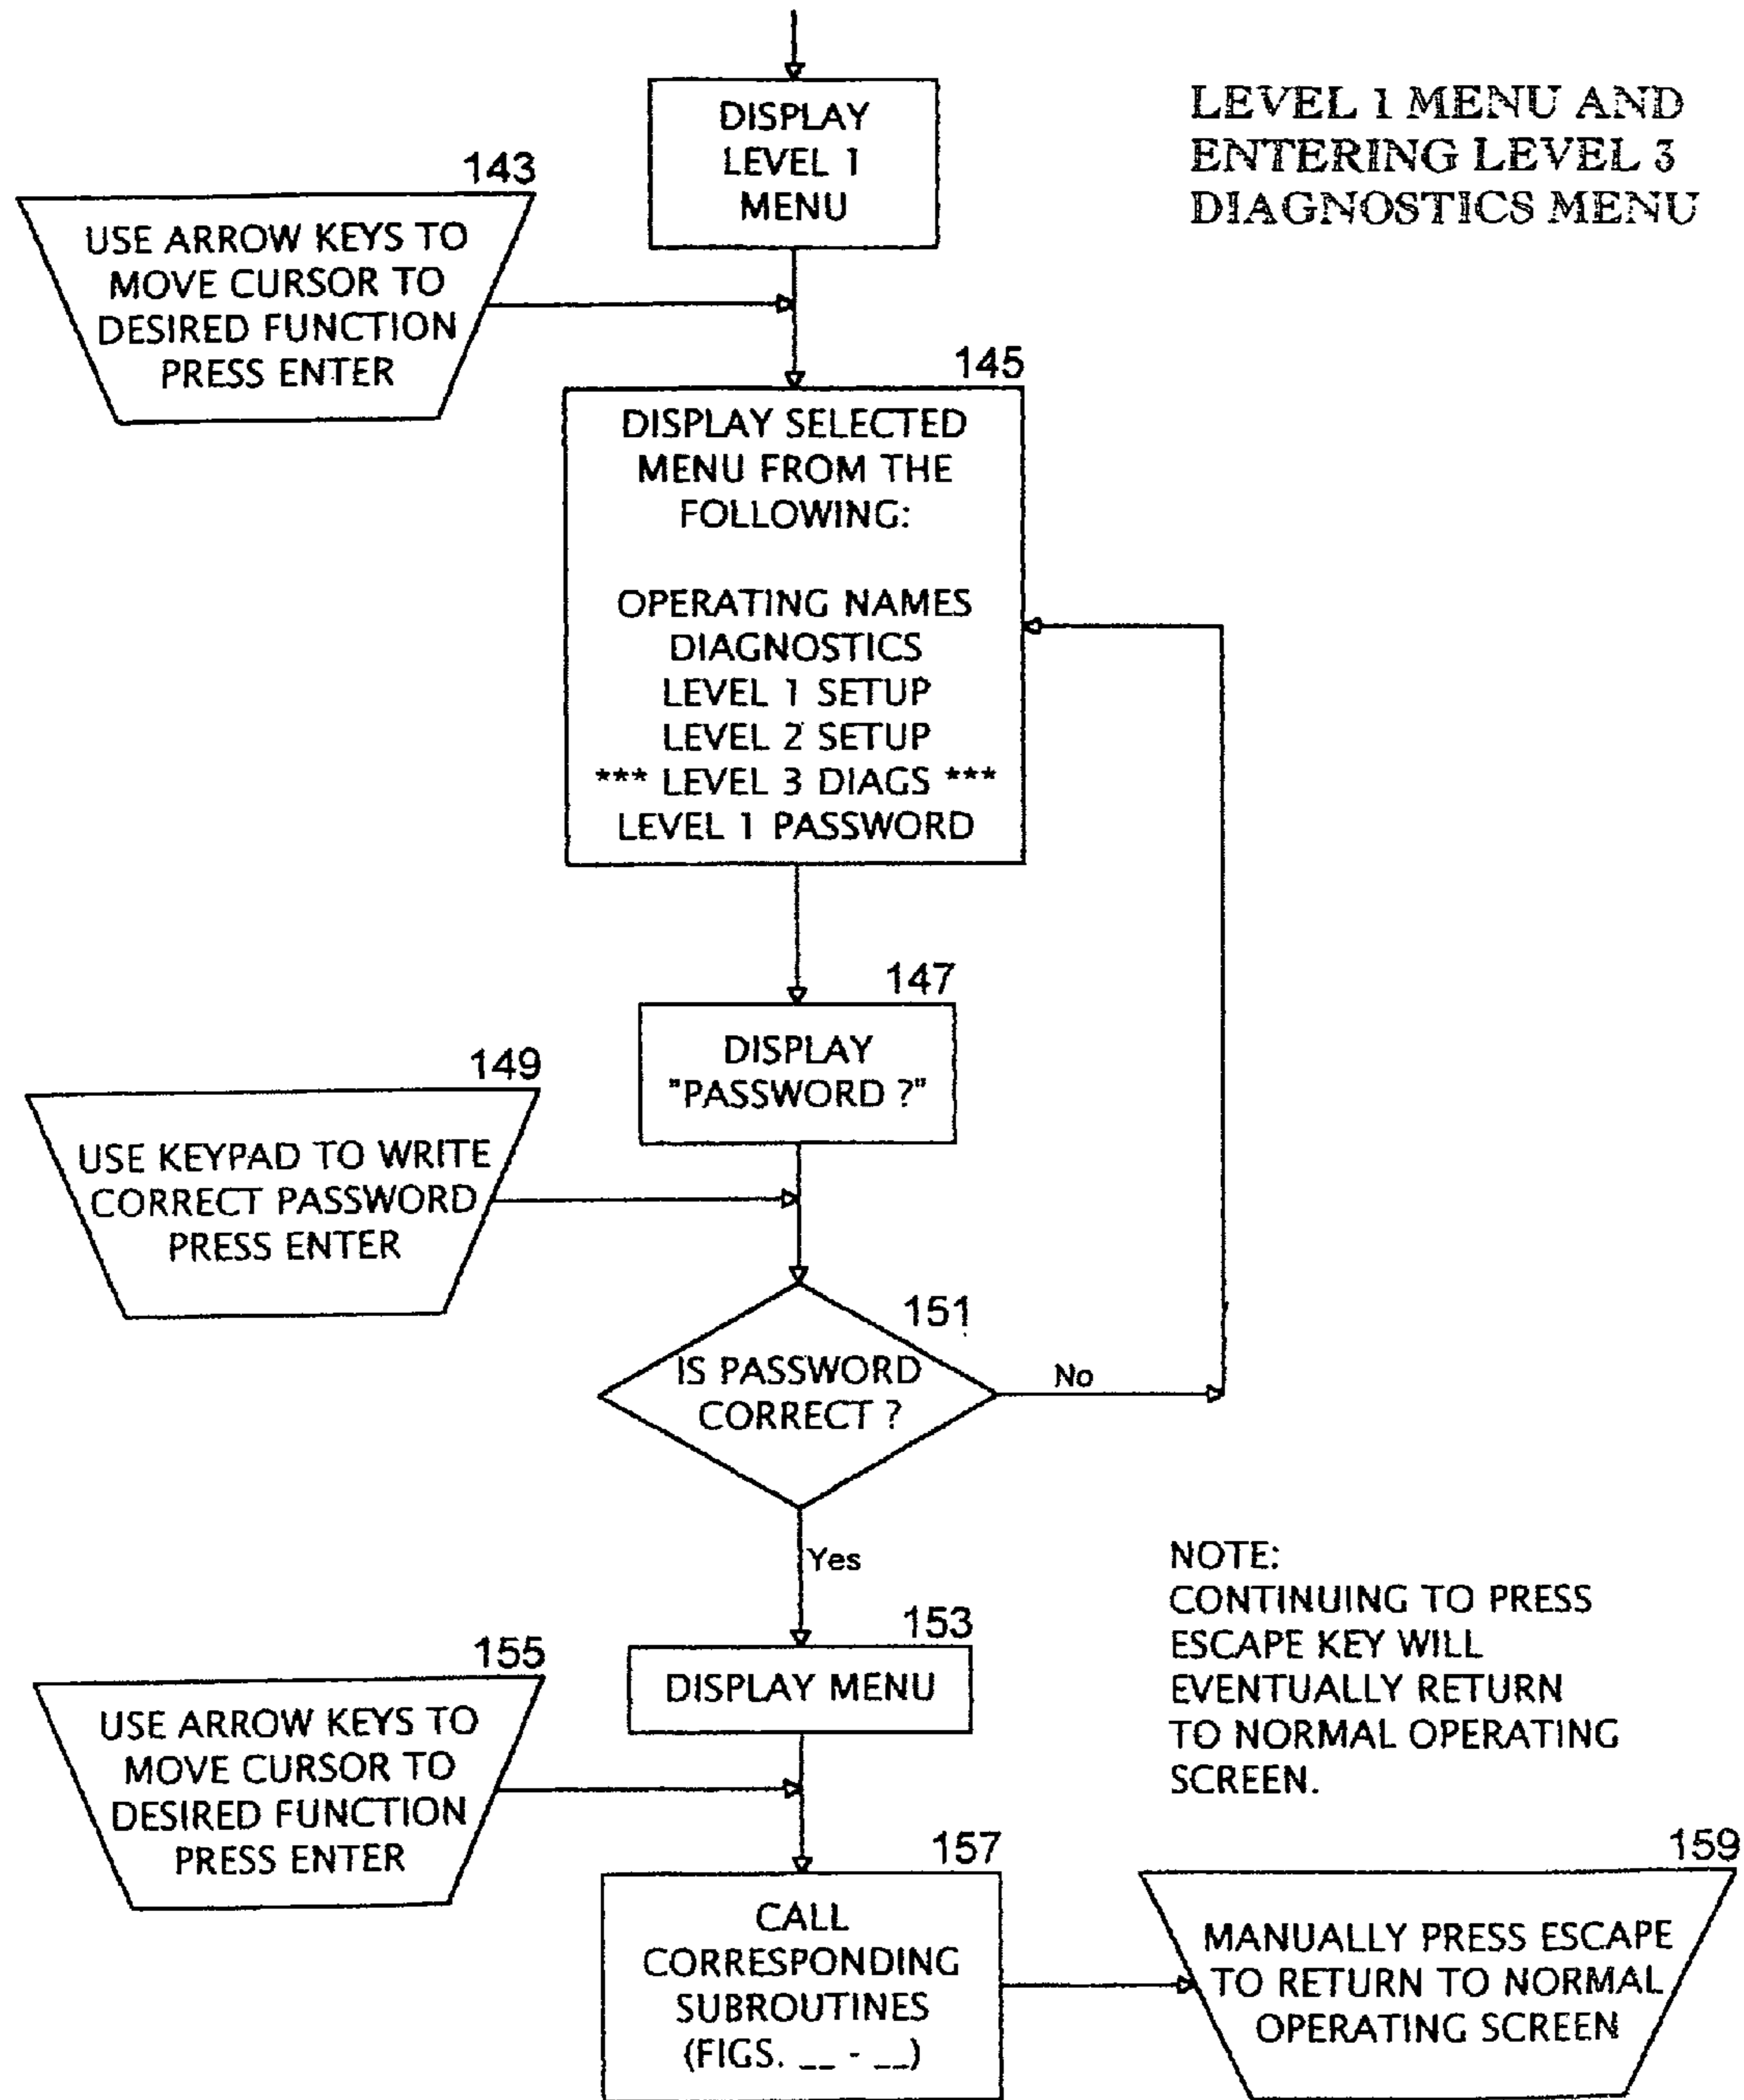 DISPLAY
LEVEL 1
MENU
LEVEL 1 MENU AND
ENTERING LEVEL 3
DIAGNOSTICS MENU
143
USE ARROW KEYS TO
MOVE CURSOR TO
DESIRED FUNCTION
PRESS ENTER
145
DISPLAY SELECTED
MENU FROM THE
FOLLOWING:
OPERATING NAMES
DIAGNOSTICS
LEVEL 1 SETUP
LEVEL 2 SETUP
*** LEVEL 3 DIAGS ***
LEVEL 1 PASSWORD
147
DISPLAY
"PASSWORD ?"
149
USE KEYPAD TO WRITE
CORRECT PASSWORD
PRESS ENTER
151
IS PASSWORD
CORRECT ?
No
Yes
153
DISPLAY MENU
NOTE:
CONTINUING TO PRESS
ESCAPE KEY WILL
EVENTUALLY RETURN
TO NORMAL OPERATING
SCREEN.
155
USE ARROW KEYS TO
MOVE CURSOR TO
DESIRED FUNCTION
PRESS ENTER
157
CALL
CORRESPONDING
SUBROUTINES
(FIGS. __ - __)
159
MANUALLY PRESS ESCAPE
TO RETURN TO NORMAL
OPERATING SCREEN